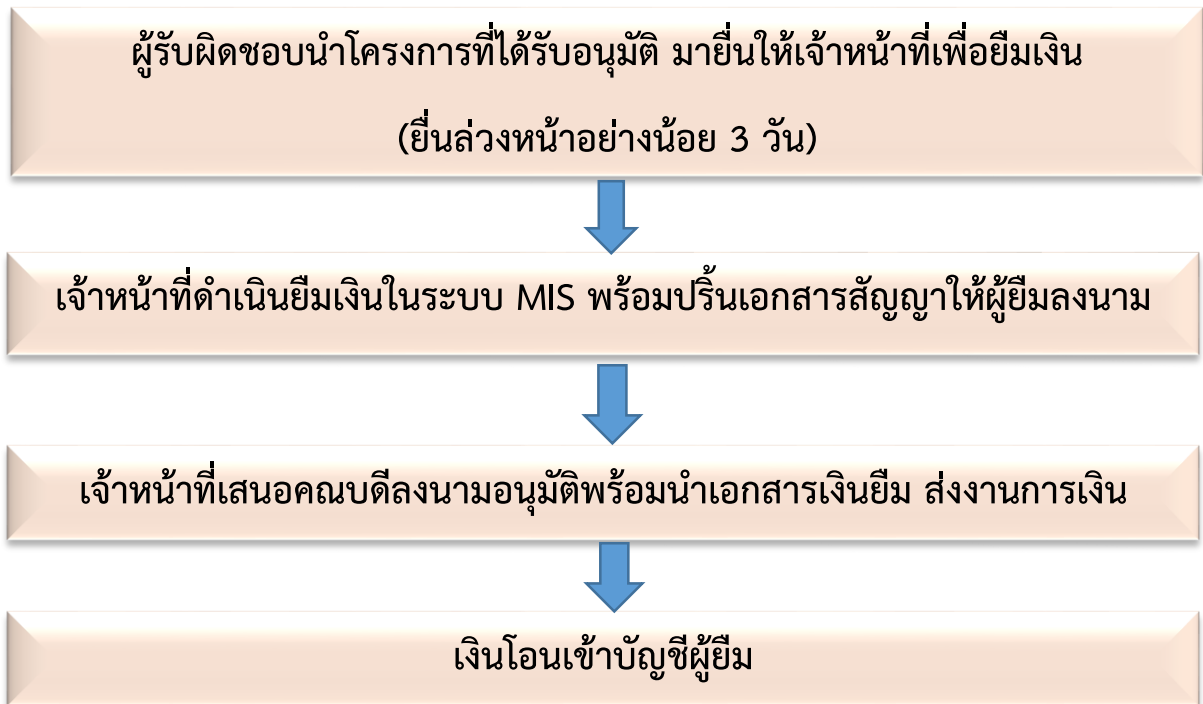 ผู้รับผิดชอบนำโครงการที่ได้รับอนุมัติ มายื่นให้เจ้าหน้าที่เพื่อยืมเงิน
(ยื่นล่วงหน้าอย่างน้อย 3 วัน)
เจ้าหน้าที่ดำเนินยืมเงินในระบบ MIS พร้อมปริ้นเอกสารสัญญาให้ผู้ยืมลงนาม
เจ้าหน้าที่เสนอคณบดีลงนามอนุมัติพร้อมนำเอกสารเงินยืม ส่งงานการเงิน
เงินโอนเข้าบัญชีผู้ยืม